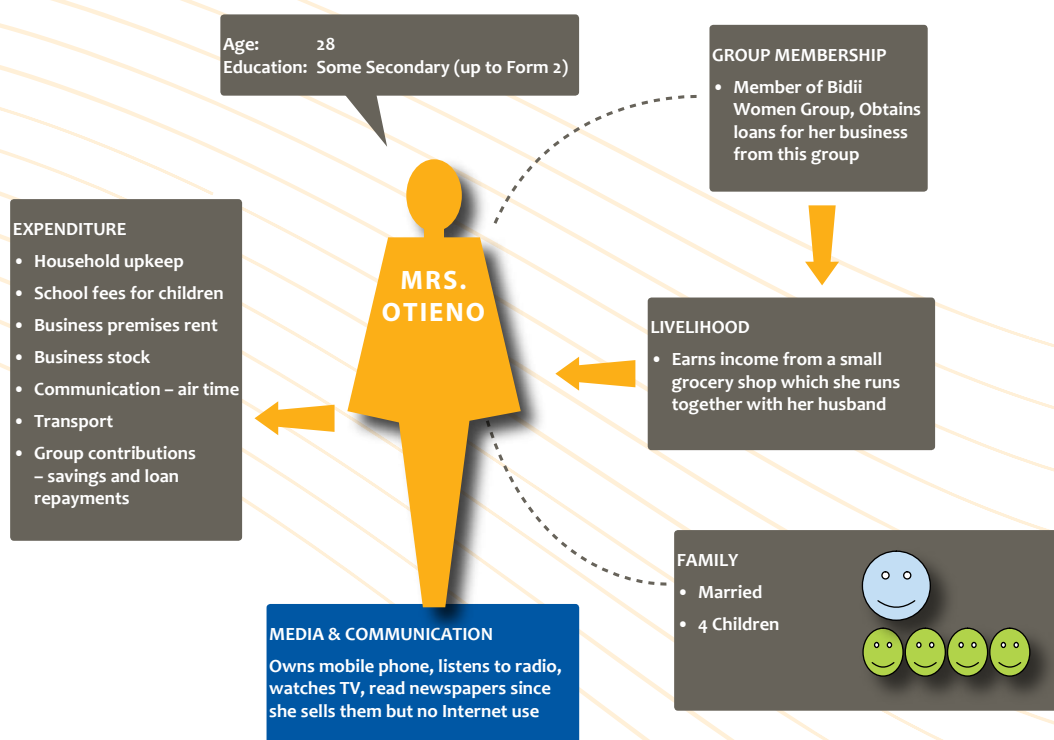 Age: 28
Education: Some Secondary (up to Form 2)
GROUP MEMBERSHIP
• Member of Bidii
Women Group, Obtains
loans for her business
from this group
EXPENDITURE
• Household upkeep
• School fees for children
• Business premises rent
• Business stock
• Communication – air time
• Transport
• Group contributions
– savings and loan
repayments
MRS.
OTIENO
LIVELIHOOD
• Earns income from a small
grocery shop which she runs
together with her husband
FAMILY
• Married
• 4 Children
MEDIA & COMMUNICATION
Owns mobile phone, listens to radio,
watches TV, read newspapers since
she sells them but no Internet use